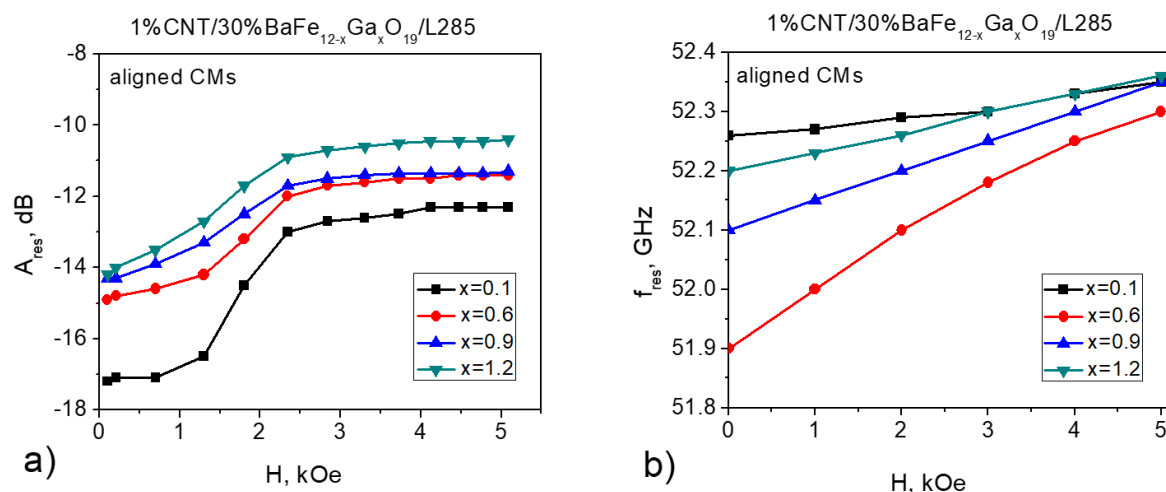 1%CNT/30%BaFe₁₂₋ₓGaₓO₁₉/L285
-8
-10
-12
-14
-16
-18
A_res, dB
aligned CMs
x=0.1
x=0.6
x=0.9
x=1.2
0 1 2 3 4 5
H, kOe
a)
1%CNT/30%BaFe₁₂₋ₓGaₓO₁₉/L285
52.4
52.3
52.2
52.1
52.0
51.9
51.8
f_res, GHz
aligned CMs
x=0.1
x=0.6
x=0.9
x=1.2
0 1 2 3 4 5
H, kOe
b)